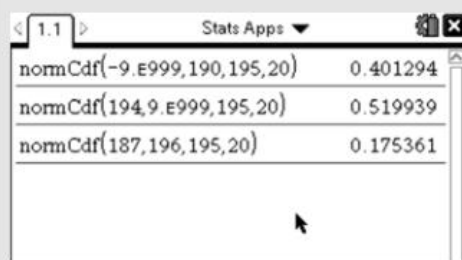 1.1 Stats Apps
normCdf(-9.E999,190,195,20) 0.401294
normCdf(194,9.E999,195,20) 0.519939
normCdf(187,196,195,20) 0.175361